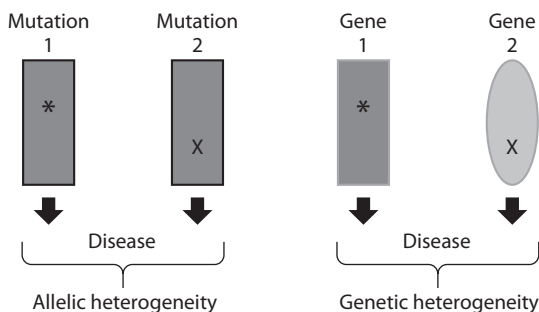 Mutation Mutation Gene Gene
1 2 1 2
* X * X
Disease Disease
Allelic heterogeneity Genetic heterogeneity